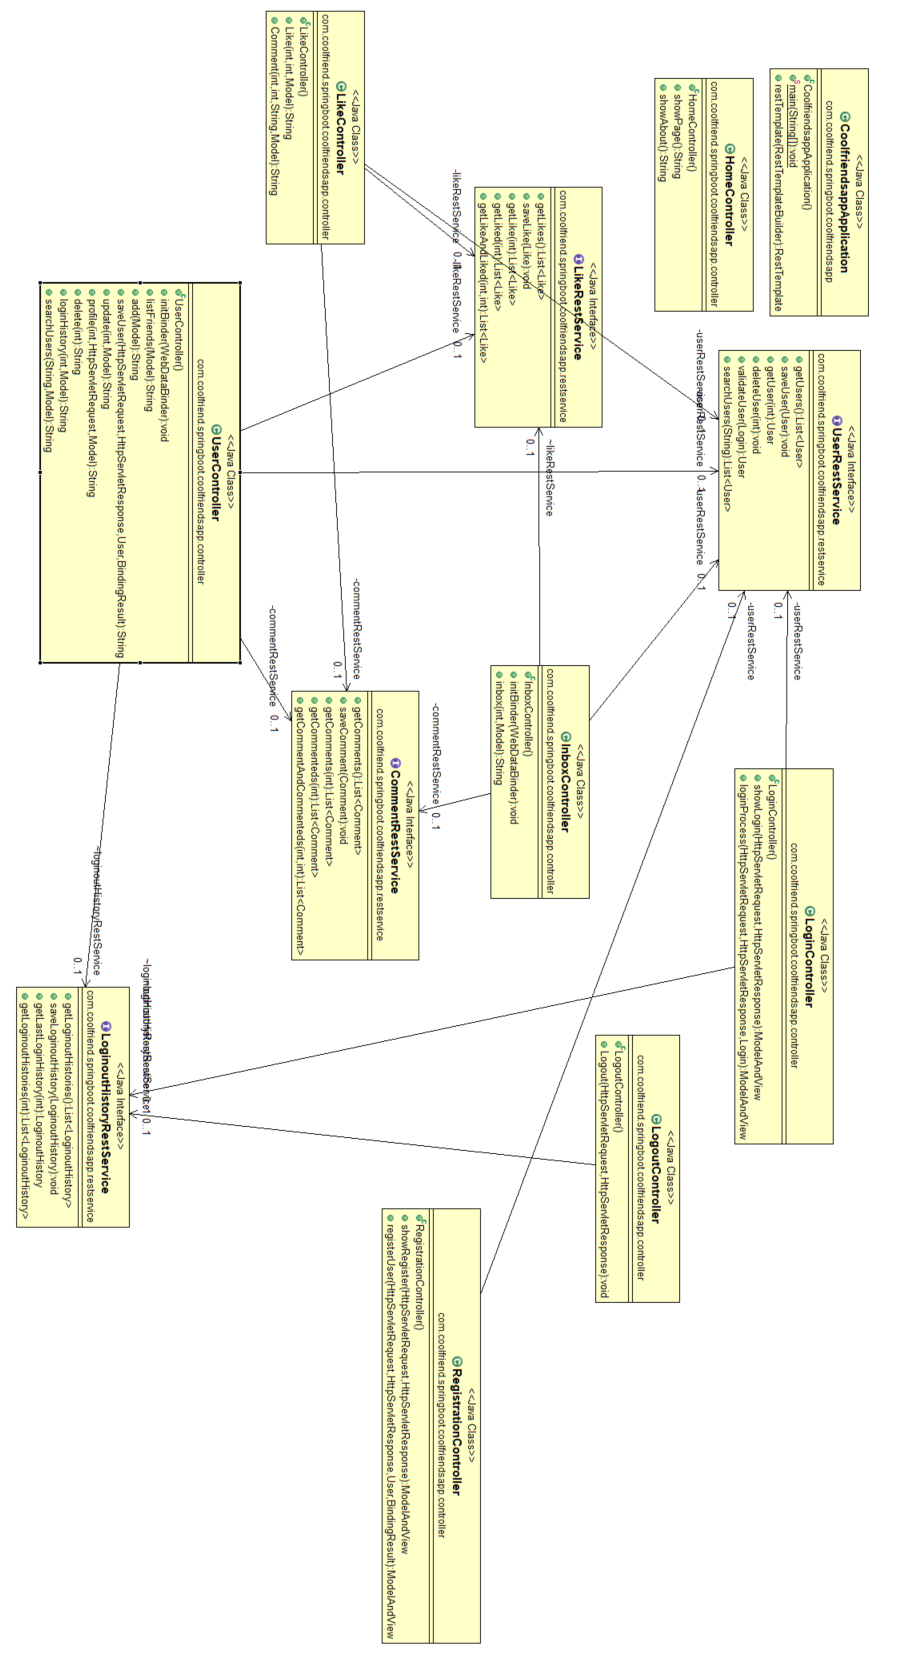 <<Java Class>>
CoolfriendsappApplication
com.coolfriend.springboot.coolfriendsapp
CoolfriendsappApplication()
main(String[]):void
restTemplate(RestTemplateBuilder):RestTemplate
<<Java Class>>
HomeController
com.coolfriend.springboot.coolfriendsapp.controller
HomeController()
showPage():String
showAbout():String
<<Java Interface>>
UserRestService
com.coolfriend.springboot.coolfriendsapp.restservice
getUsers():List<User>
saveUser(User):void
getUser(int):User
deleteUser(int):void
validateUser(Login):User
searchUsers(String):List<User>
-userRestService
0..1
-userRestService
0..1
-userRestService 0..1
-userRestService
0..1
<<Java Class>>
LoginController
com.coolfriend.springboot.coolfriendsapp.controller
LoginController()
showLogin(HttpServletRequest,HttpServletResponse):ModelAndView
loginProcess(HttpServletRequest,HttpServletResponse,Login):ModelAndView
<<Java Interface>>
LikeRestService
com.coolfriend.springboot.coolfriendsapp.restservice
getLikes():List<Like>
saveLike(Like):void
getLike(int):List<Like>
getLiked(int):List<Like>
getLikeAndLiked(int,int):List<Like>
~likeRestService
0..1
-likeRestService
-likeRestService 0..1
<<Java Class>>
LikeController
com.coolfriend.springboot.coolfriendsapp.controller
LikeController()
Like(int,int,Model):String
Comment(int,int,String,Model):String
<<Java Class>>
InboxController
com.coolfriend.springboot.coolfriendsapp.controller
InboxController()
initBinder(WebDataBinder):void
inbox(int,Model):String
<<Java Class>>
LogoutController
com.coolfriend.springboot.coolfriendsapp.controller
LogoutController()
Logout(HttpServletRequest,HttpServletResponse):void
<<Java Class>>
RegistrationController
com.coolfriend.springboot.coolfriendsapp.controller
RegistrationController()
showRegister(HttpServletRequest,HttpServletResponse):ModelAndView
registerUser(HttpServletRequest,HttpServletResponse,User,BindingResult):ModelAndView
-commentRestService 0..1
<<Java Interface>>
CommentRestService
com.coolfriend.springboot.coolfriendsapp.restservice
getComments():List<Comment>
saveComment(Comment):void
getComments(int):List<Comment>
getCommenteds(int):List<Comment>
getCommentAndCommenteds(int,int):List<Comment>
-commentRestService
0..1
-commentRestService 0..1
<<Java Class>>
UserController
com.coolfriend.springboot.coolfriendsapp.controller
UserController()
initBinder(WebDataBinder):void
listFriends(Model):String
add(Model):String
saveUser(HttpServletRequest,HttpServletResponse,User,BindingResult):String
update(int,Model):String
profile(int,HttpServletRequest,Model):String
delete(int):String
loginHistory(int,Model):String
searchUsers(String,Model):String
~loginoutHistoryRestService
0..1
0..1
<<Java Interface>>
LoginoutHistoryRestService
com.coolfriend.springboot.coolfriendsapp.restservice
getLoginoutHistories():List<LoginoutHistory>
saveLoginoutHistory(LoginoutHistory):void
getLastLoginHistory(int):LoginoutHistory
getLoginoutHistories(int):List<LoginoutHistory>